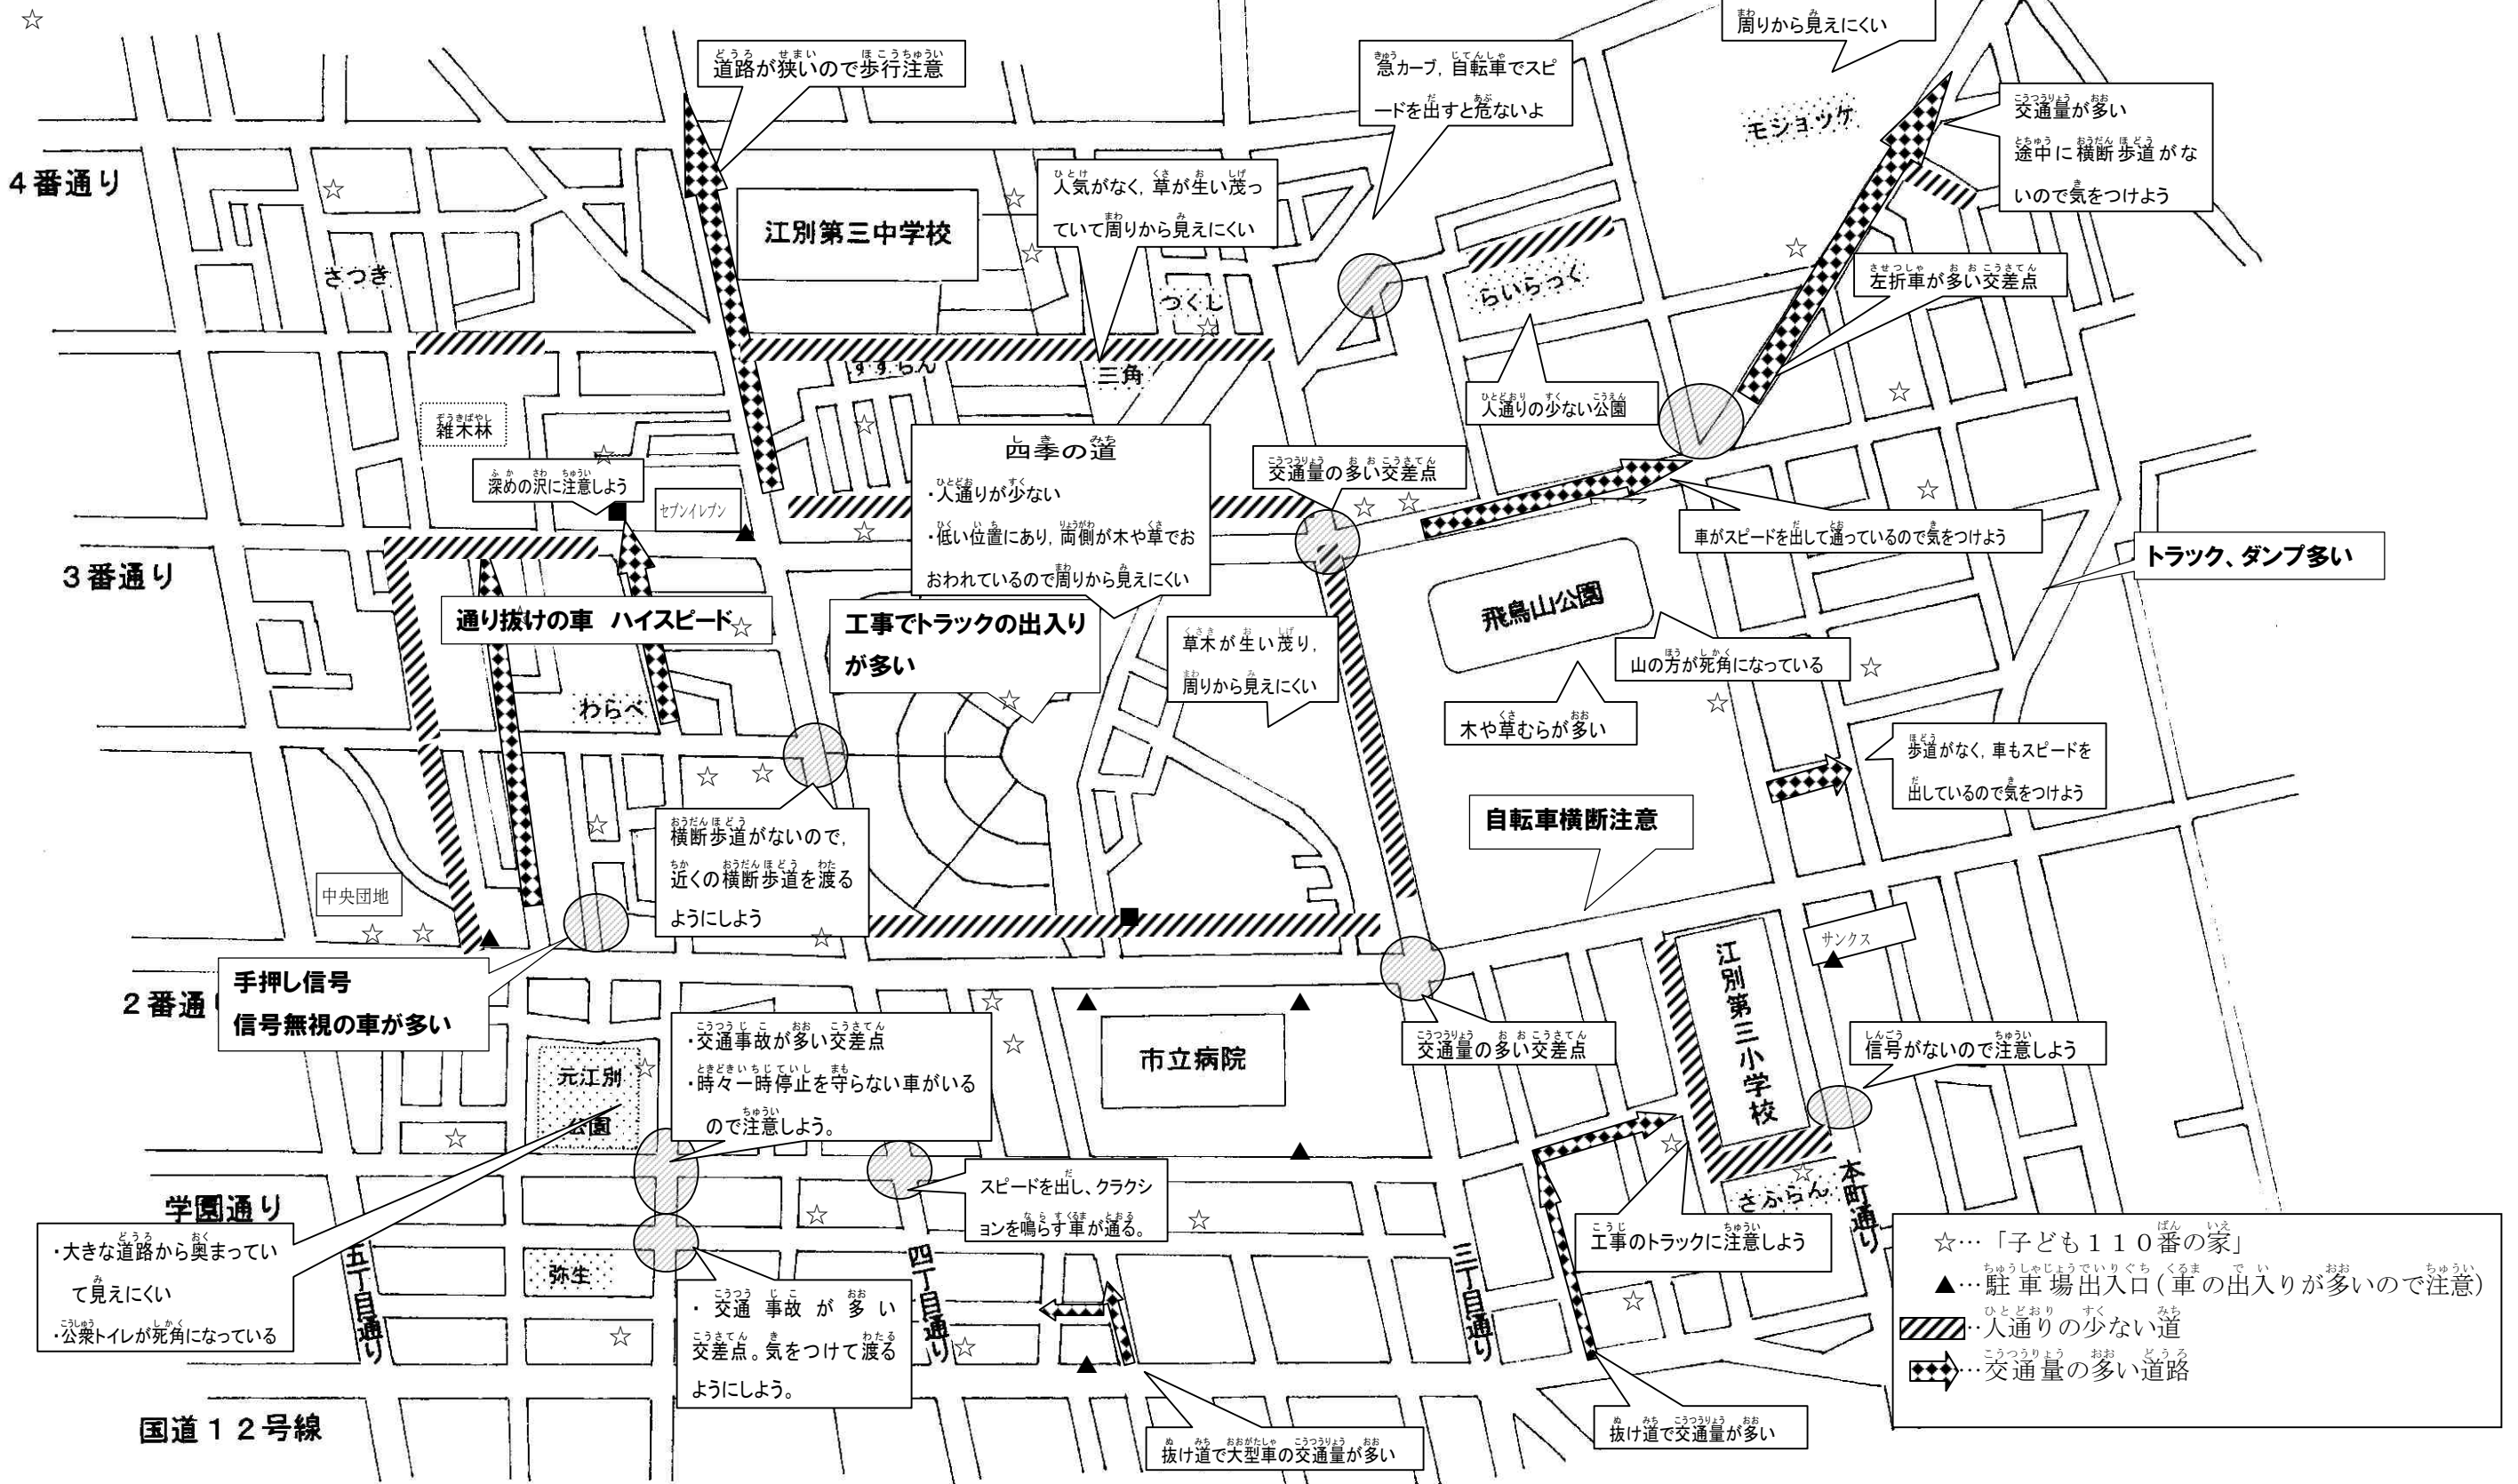 ☆
道路が狭いので歩行注意
急カーブ，自転車でスピ
ードを出すと危ないよ
周りから見えにくい
モショッケ
交通量が多い
途中に横断歩道がな
いので気をつけよう
4番通り
江別第三中学校
人気がなく，草が生い茂っ
ていて周りから見えにくい
さつき
つくし
らいらっく
左折車が多い交差点
すずらん
三角
人通りの少ない公園
雑木林
深めの沢に注意しよう
セブンイレブン
四季の道
・人通りが少ない
・低い位置にあり，両側が木や草でお
おわれているので周りから見えにくい
交通量の多い交差点
車がスピードを出して通っているので気をつけよう
トラック、ダンプ多い
3番通り
通り抜けの車　ハイスピード
工事でトラックの出入り
が多い
草木が生い茂り，
周りから見えにくい
飛鳥山公園
山の方が死角になっている
木や草むらが多い
わらべ
歩道がなく，車もスピードを
出しているので気をつけよう
自転車横断注意
横断歩道がないので，
近くの横断歩道を渡る
ようにしよう
中央団地
サンクス
江別第三小学校
2番通り
手押し信号
信号無視の車が多い
・交通事故が多い交差点
・時々一時停止を守らない車がいる
ので注意しよう。
市立病院
交通量の多い交差点
信号がないので注意しよう
元江別
公園
学園通り
・大きな道路から奥まってい
て見えにくい
・公衆トイレが死角になっている
スピードを出し、クラクシ
ョンを鳴らす車が通る。
さふらん
本町通り
工事のトラックに注意しよう
五丁目通り
弥生
四丁目通り
三丁目通り
・交通事故が多い
交差点。気をつけて渡る
ようにしよう。
国道12号線
抜け道で大型車の交通量が多い
抜け道で交通量が多い
☆…「子ども１１０番の家」
▲…駐車場出入口（車の出入りが多いので注意）
…人通りの少ない道
…交通量の多い道路